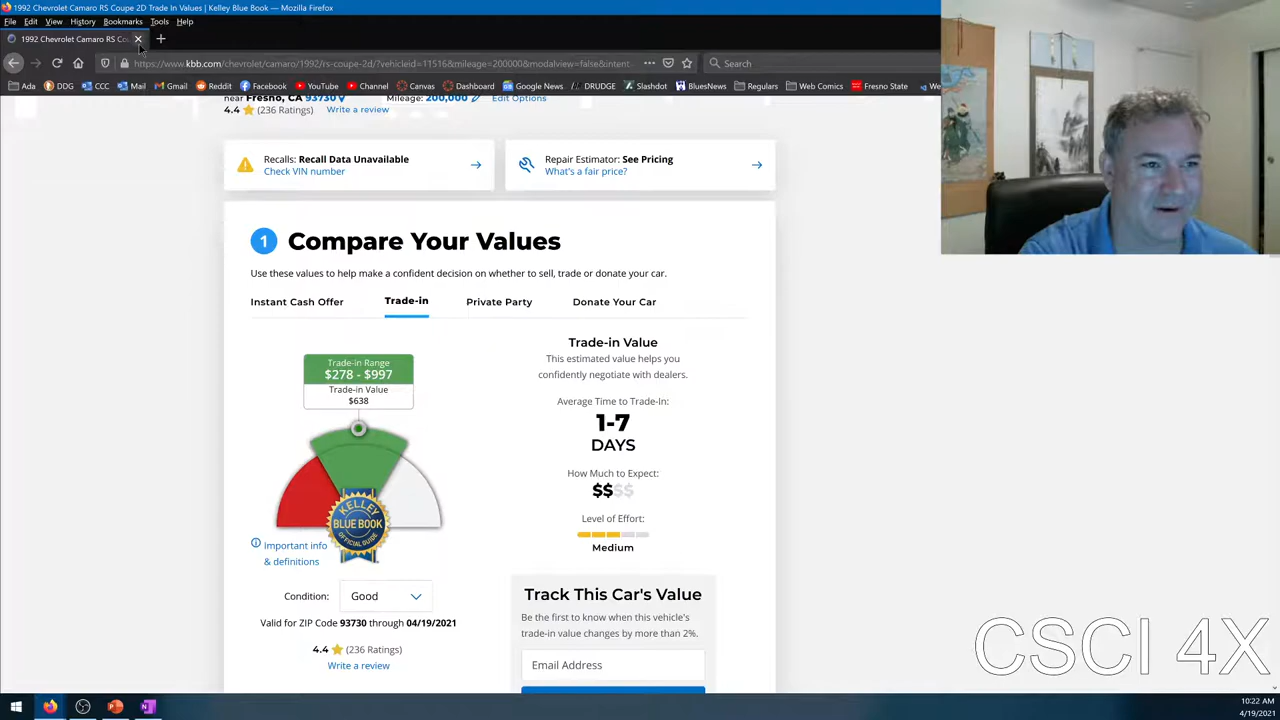 1992 Chevrolet Camaro RS Coupe 2D Trade In Values | Kelley Blue Book — Mozilla Firefox
File Edit View History Bookmarks Tools Help
1992 Chevrolet Camaro RS Co
https://www.kbb.com/chevrolet/camaro/1992/rs-coupe-2d/?vehicleid=11516&mileage=200000&modalview=false&intent
Search
Ada DDG CCC Mail Gmail Reddit Facebook YouTube Channel Canvas Dashboard Google News DRUDGE Slashdot BluesNews Regulars Web Comics Fresno State We
near Fresno, CA 93730 Mileage: 200,000 Edit Options
4.4 (236 Ratings) Write a review
Recalls: Recall Data Unavailable
Check VIN number
Repair Estimator: See Pricing
What's a fair price?
1 Compare Your Values
Use these values to help make a confident decision on whether to sell, trade or donate your car.
Instant Cash Offer Trade-in Private Party Donate Your Car
Trade-in Range
$278 - $997
Trade-in Value
$638
KELLEY
BLUE BOOK
OFFICIAL GUIDE
Important info
& definitions
Condition: Good
Valid for ZIP Code 93730 through 04/19/2021
4.4 (236 Ratings)
Write a review
Trade-in Value
This estimated value helps you
confidently negotiate with dealers.
Average Time to Trade-In:
1-7
DAYS
How Much to Expect:
$$$$
Level of Effort:
Medium
Track This Car's Value
Be the first to know when this vehicle's
trade-in value changes by more than 2%.
Email Address
CSCI 4X
10:22 AM
4/19/2021